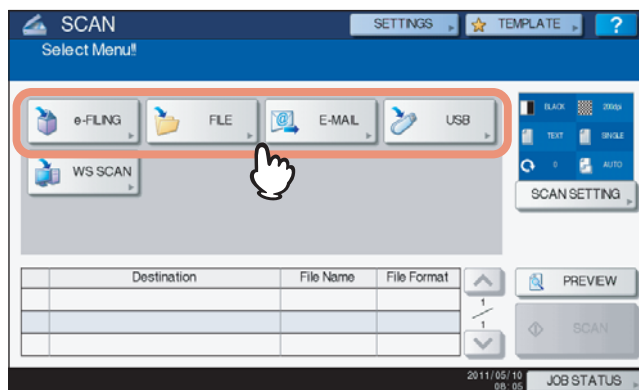 SCAN
SETTINGS
TEMPLATE
?
Select Menu!!
e-FILING
FILE
E-MAIL
USB
BLACK
200dpi
TEXT
SINGLE
0
AUTO
WS SCAN
SCAN SETTING
Destination
File Name
File Format
1
1
PREVIEW
SCAN
2011/05/10
08:05
JOB STATUS